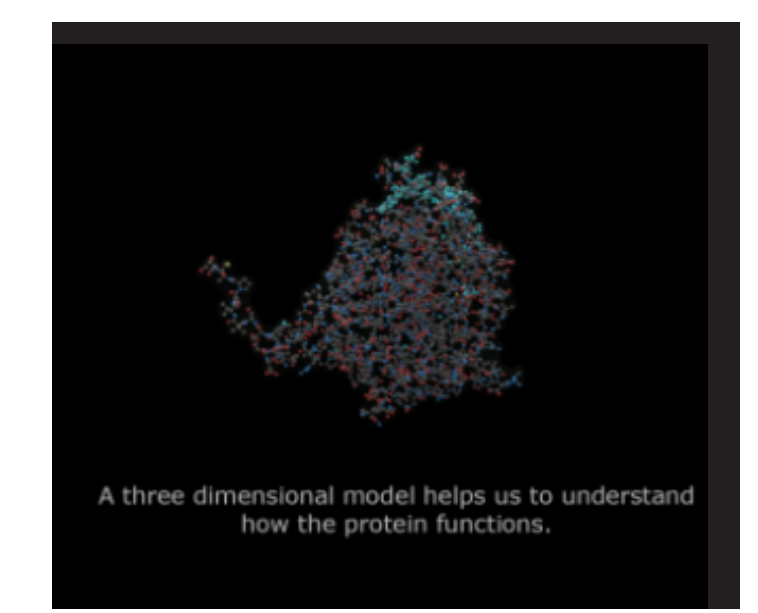 A three dimensional model helps us to understand
how the protein functions.